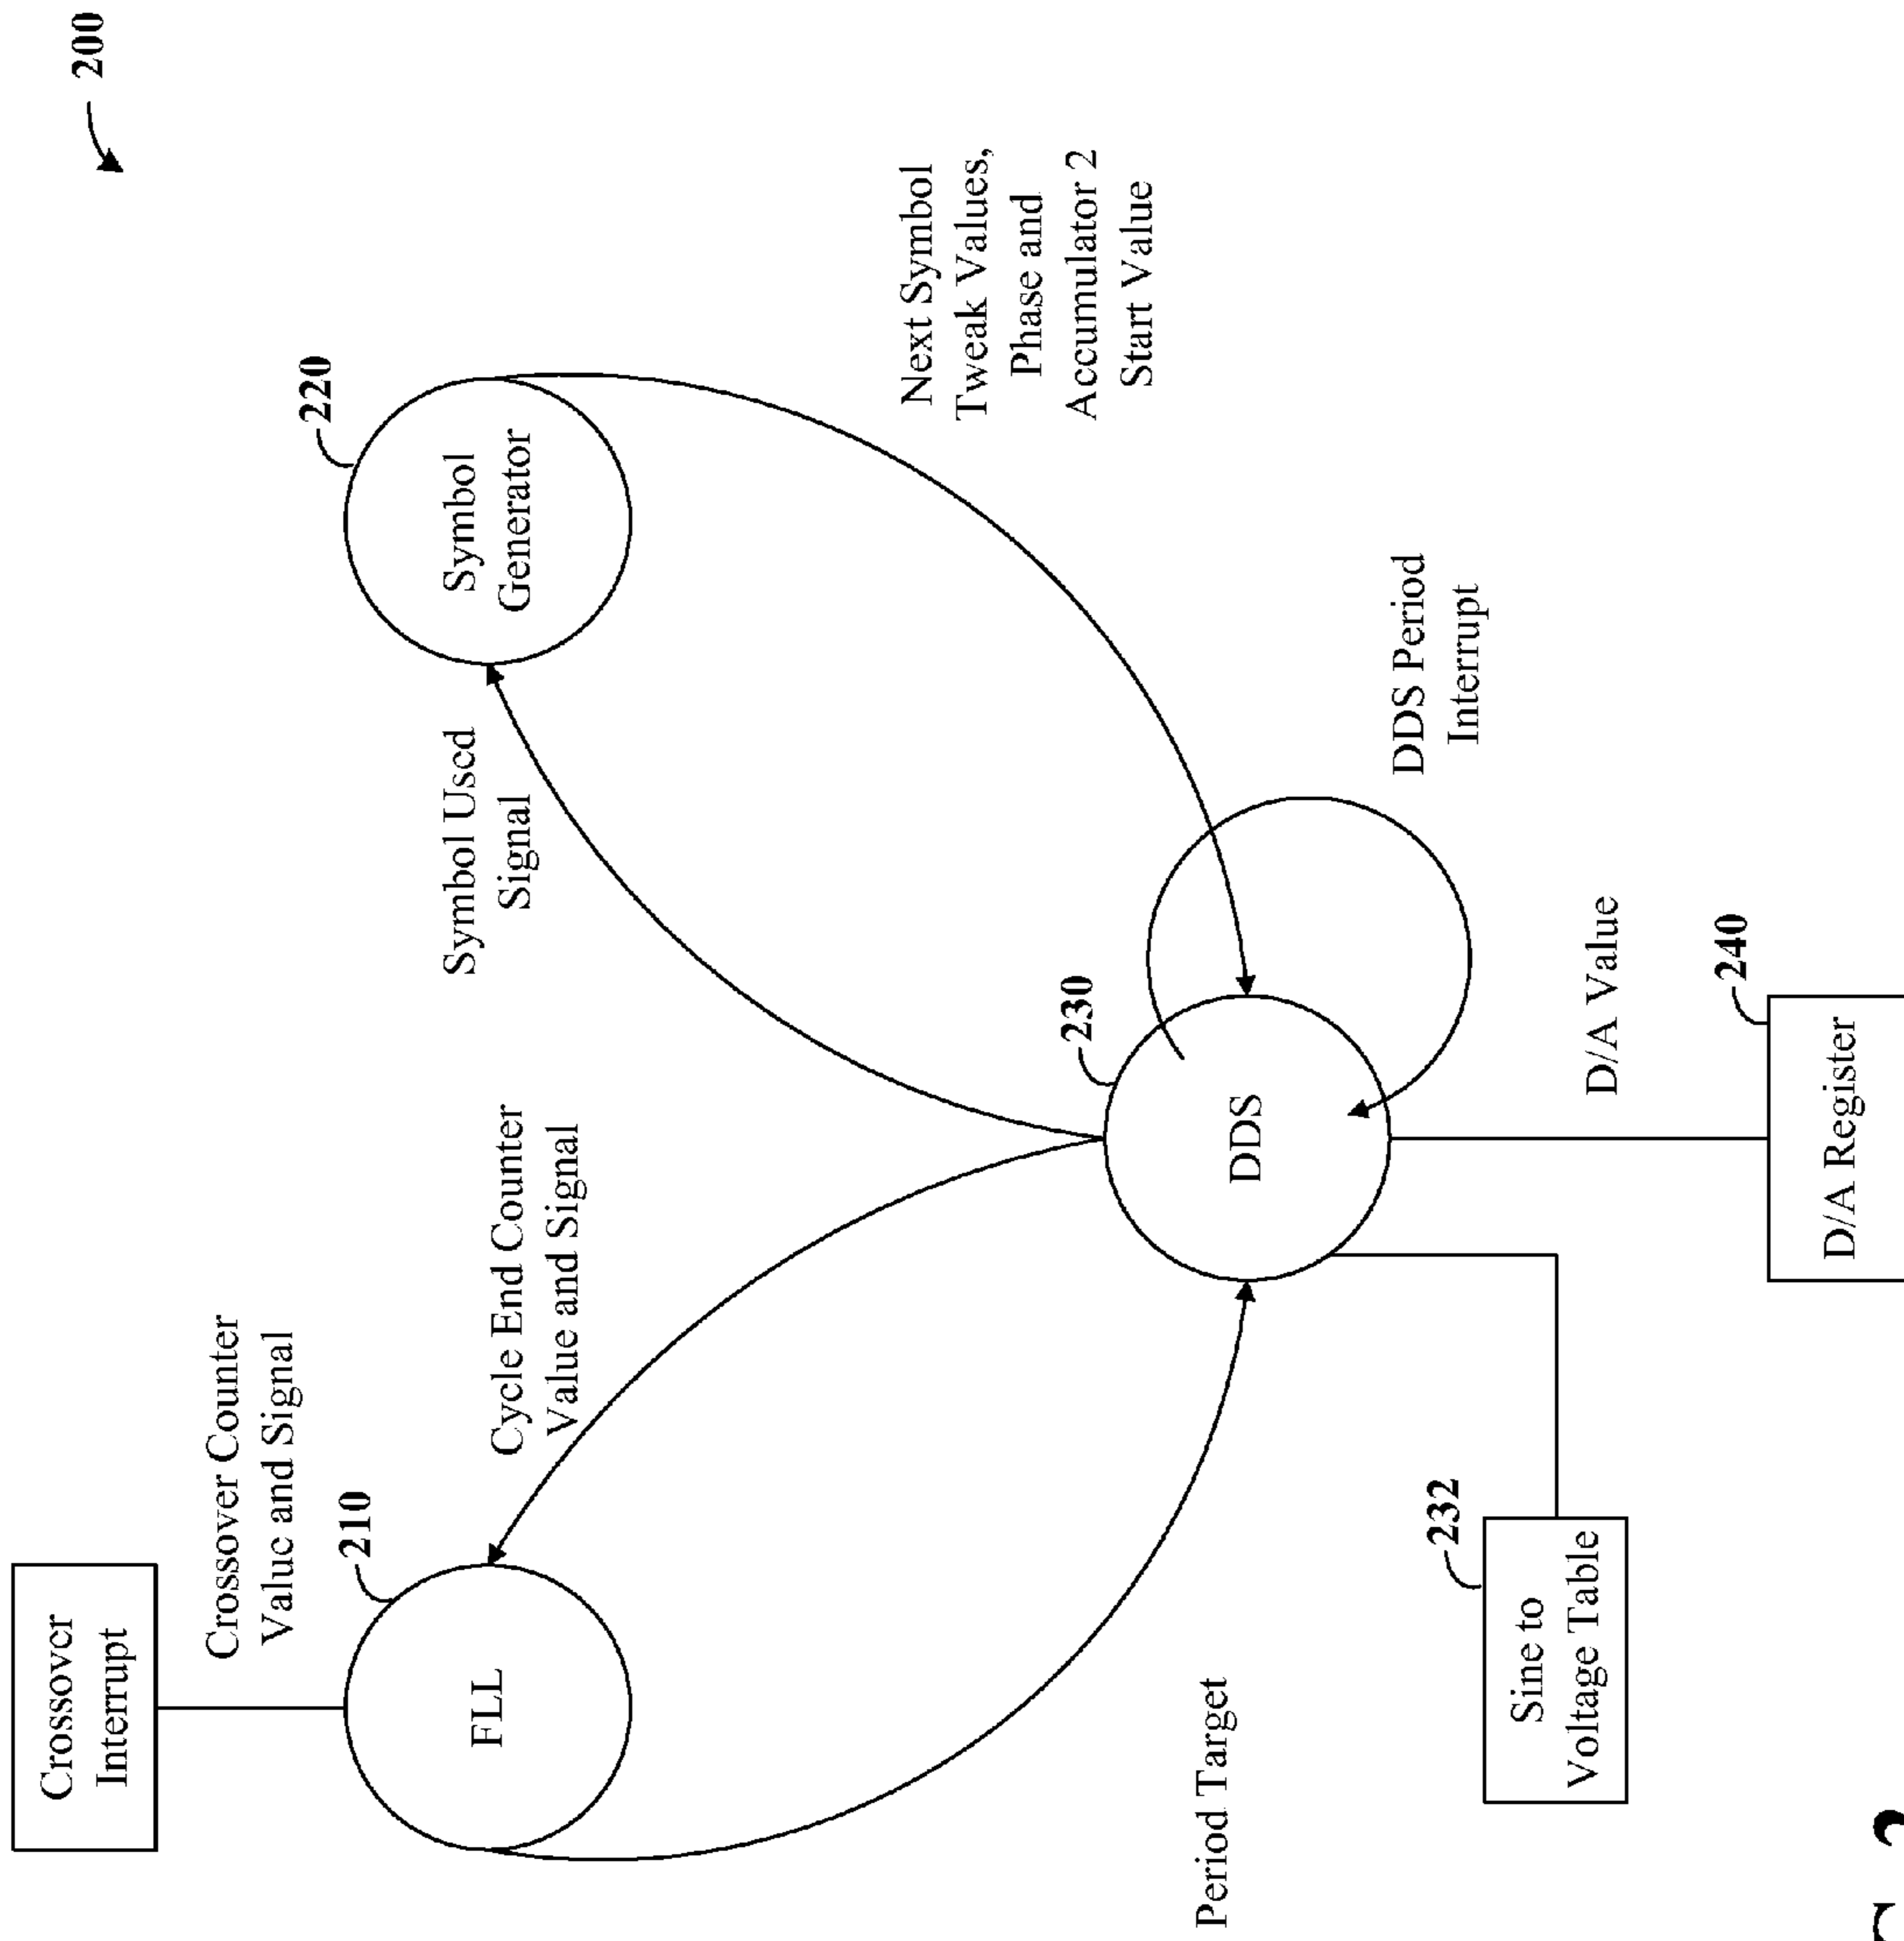 200
Crossover
Interrupt
Crossover Counter
Value and Signal
210
FLL
Cycle End Counter
Value and Signal
Symbol Used
Signal
220
Symbol
Generator
Next Symbol
Tweak Values,
Phase and
Accumulator 2
Start Value
Period Target
230
DDS
DDS Period
Interrupt
232
Sine to
Voltage Table
D/A Value
240
D/A Register